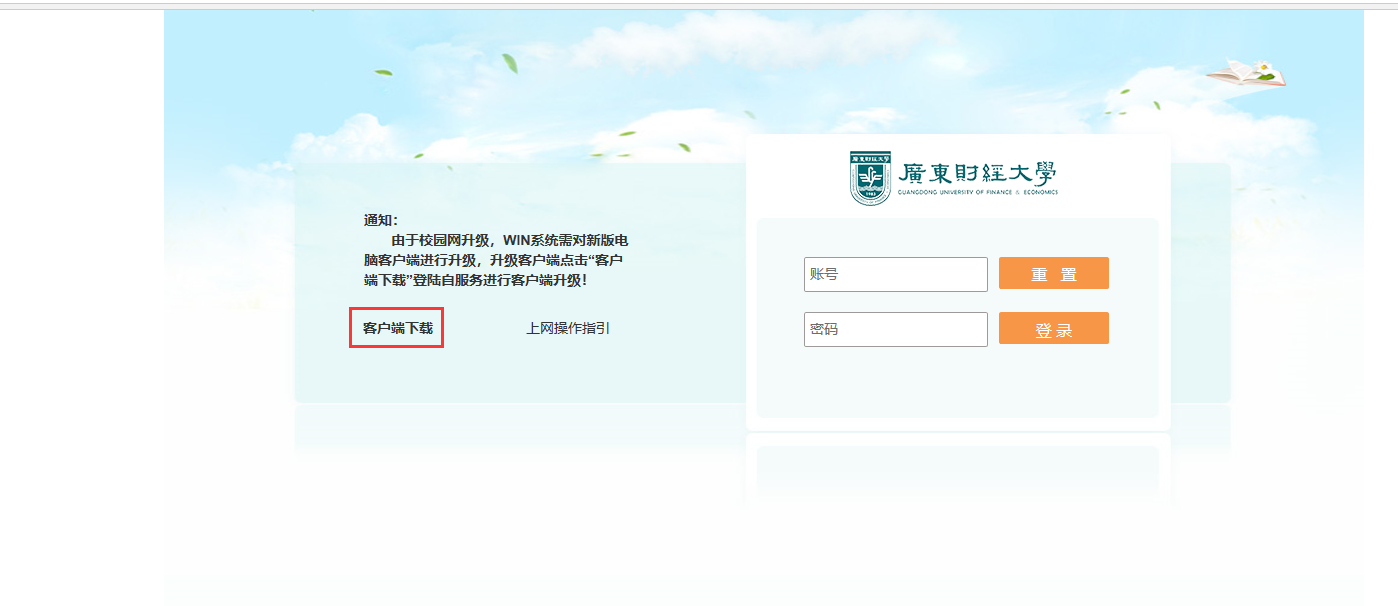 廣東財經大學
GUANGDONG UNIVERSITY OF FINANCE & ECONOMICS
通知：
由于校园网升级，WIN系统需对新版电
脑客户端进行升级，升级客户端点击“客户
端下载”登陆自服务进行客户端升级！
客户端下载
上网操作指引
账号
重 置
密码
登 录